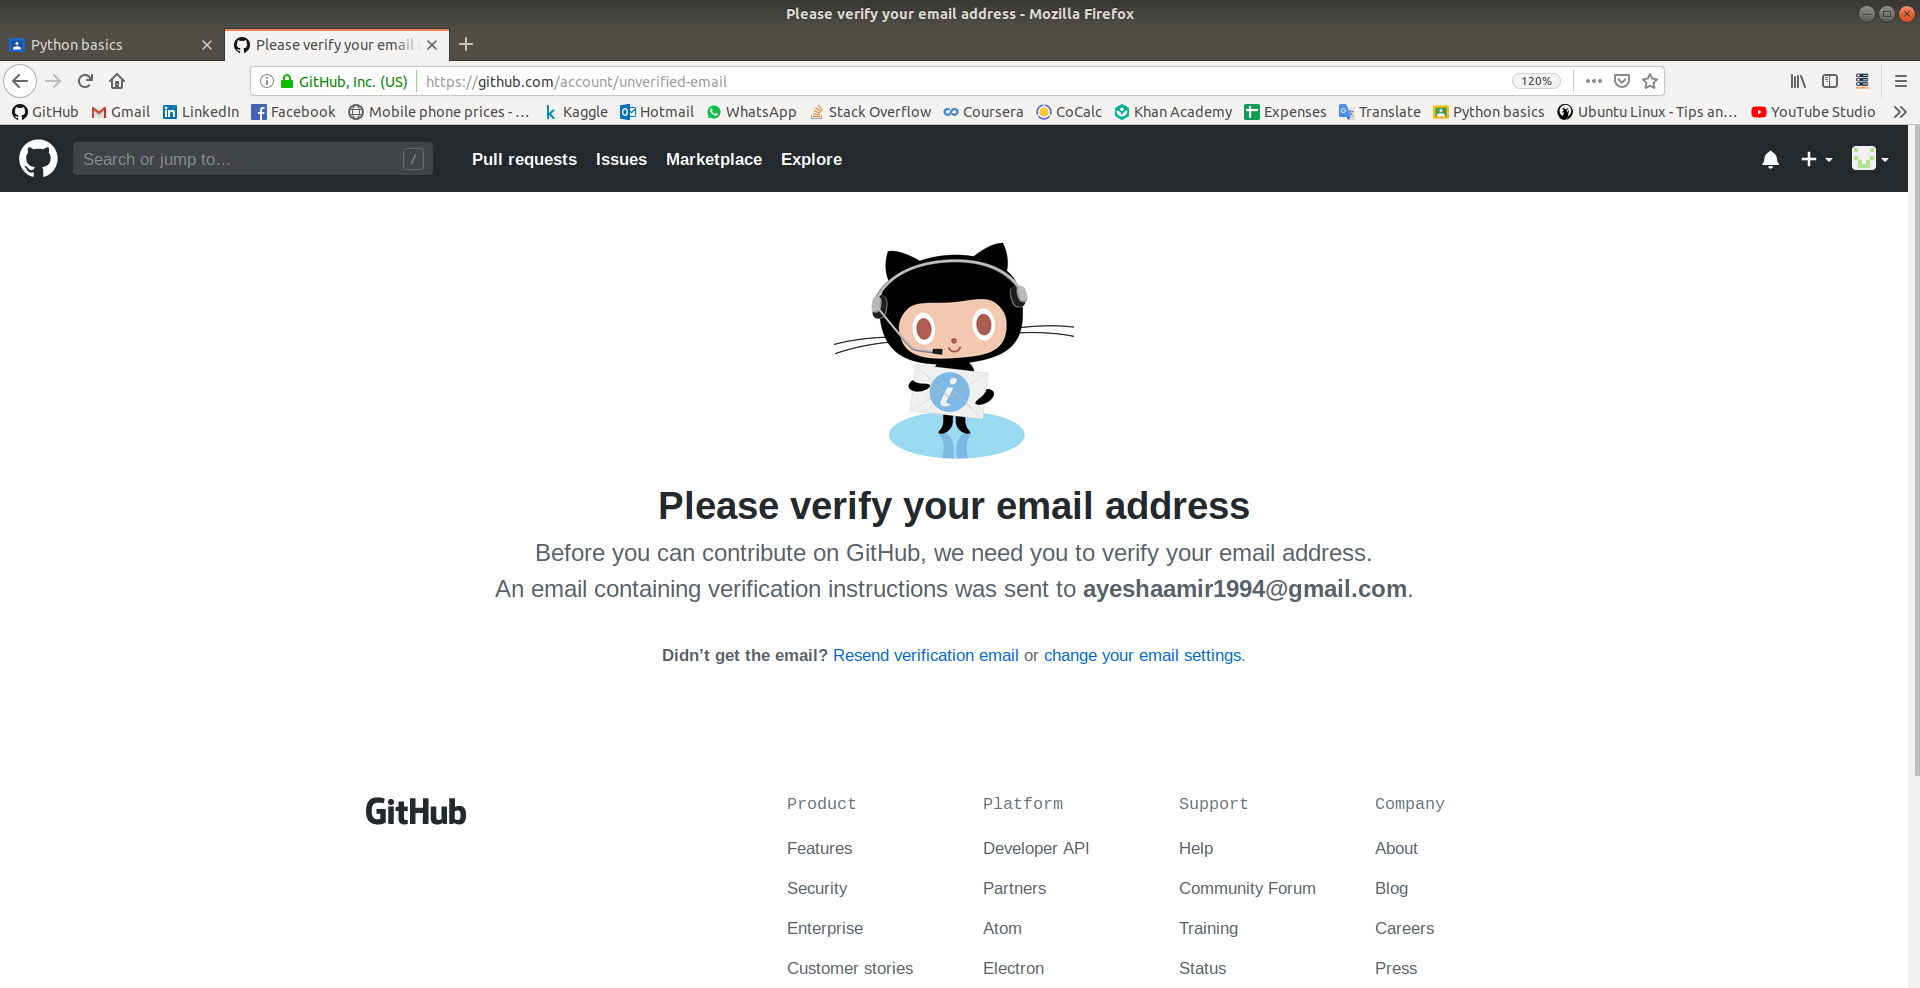 Please verify your email address - Mozilla Firefox
Python basics
Please verify your email
GitHub, Inc. (US) https://github.com/account/unverified-email 120%
GitHub Gmail LinkedIn Facebook Mobile phone prices - ... Kaggle Hotmail WhatsApp Stack Overflow Coursera CoCalc Khan Academy Expenses Translate Python basics Ubuntu Linux - Tips an... YouTube Studio
Search or jump to... / Pull requests Issues Marketplace Explore
i
Please verify your email address
Before you can contribute on GitHub, we need you to verify your email address.
An email containing verification instructions was sent to ayeshaamir1994@gmail.com.
Didn't get the email? Resend verification email or change your email settings.
GitHub
Product Platform Support Company
Features Developer API Help About
Security Partners Community Forum Blog
Enterprise Atom Training Careers
Customer stories Electron Status Press